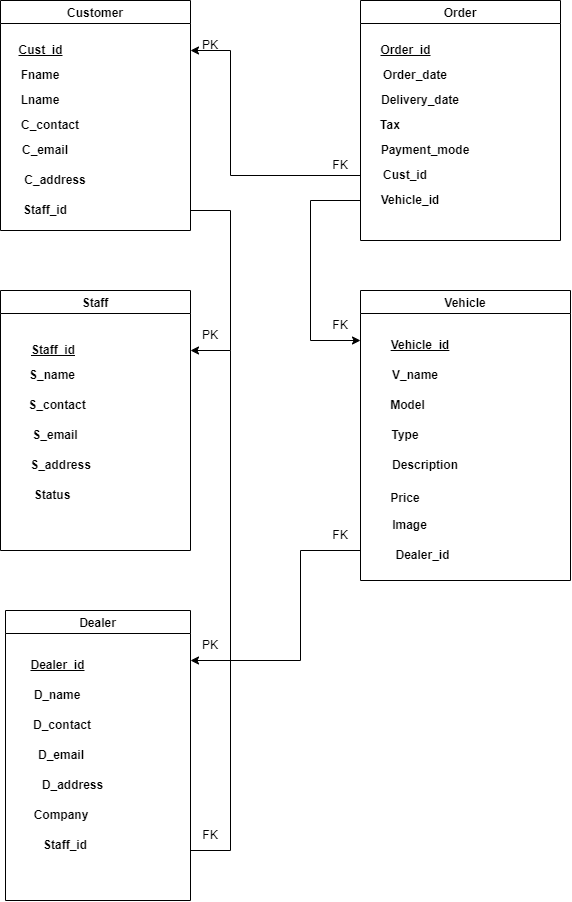 Customer
Cust_id
Fname
Lname
C_contact
C_email
C_address
Staff_id
PK
FK
Order
Order_id
Order_date
Delivery_date
Tax
Payment_mode
Cust_id
Vehicle_id
Staff
Staff_id
S_name
S_contact
S_email
S_address
Status
PK
FK
Vehicle
Vehicle_id
V_name
Model
Type
Description
Price
Image
Dealer_id
FK
Dealer
Dealer_id
D_name
D_contact
D_email
D_address
Company
Staff_id
PK
FK